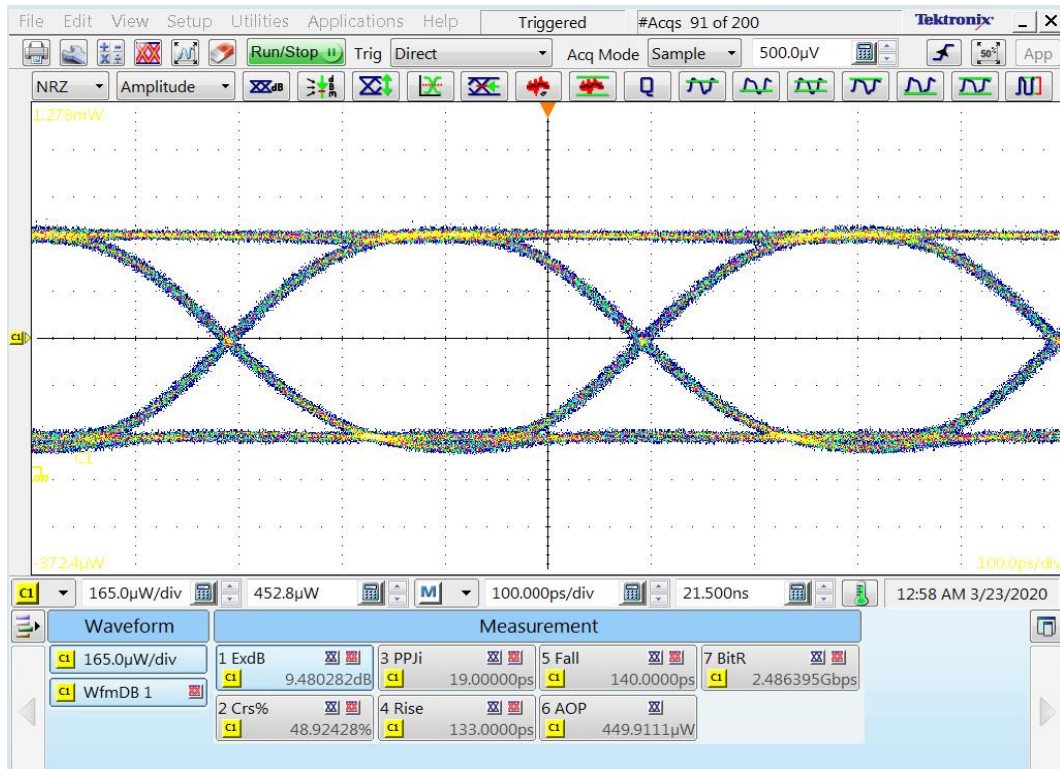 File Edit View Setup Utilities Applications Help Triggered #Acqs 91 of 200 Tektronix
Run/Stop Trig Direct Acq Mode Sample 500.0µV 50% App
NRZ Amplitude dB Q
1.278mW
C1
C1
-372.4µW 100.0ps/div
C1 165.0µW/div 452.8µW M 100.000ps/div 21.500ns 12:58 AM 3/23/2020
Waveform Measurement
C1 165.0µW/div 1 ExdB 3 PPJi 5 Fall 7 BitR
C1 9.480282dB C1 19.00000ps C1 140.0000ps C1 2.486395Gbps
C1 WfmDB 1 2 Crs% 4 Rise 6 AOP
C1 48.92428% C1 133.0000ps C1 449.9111µW